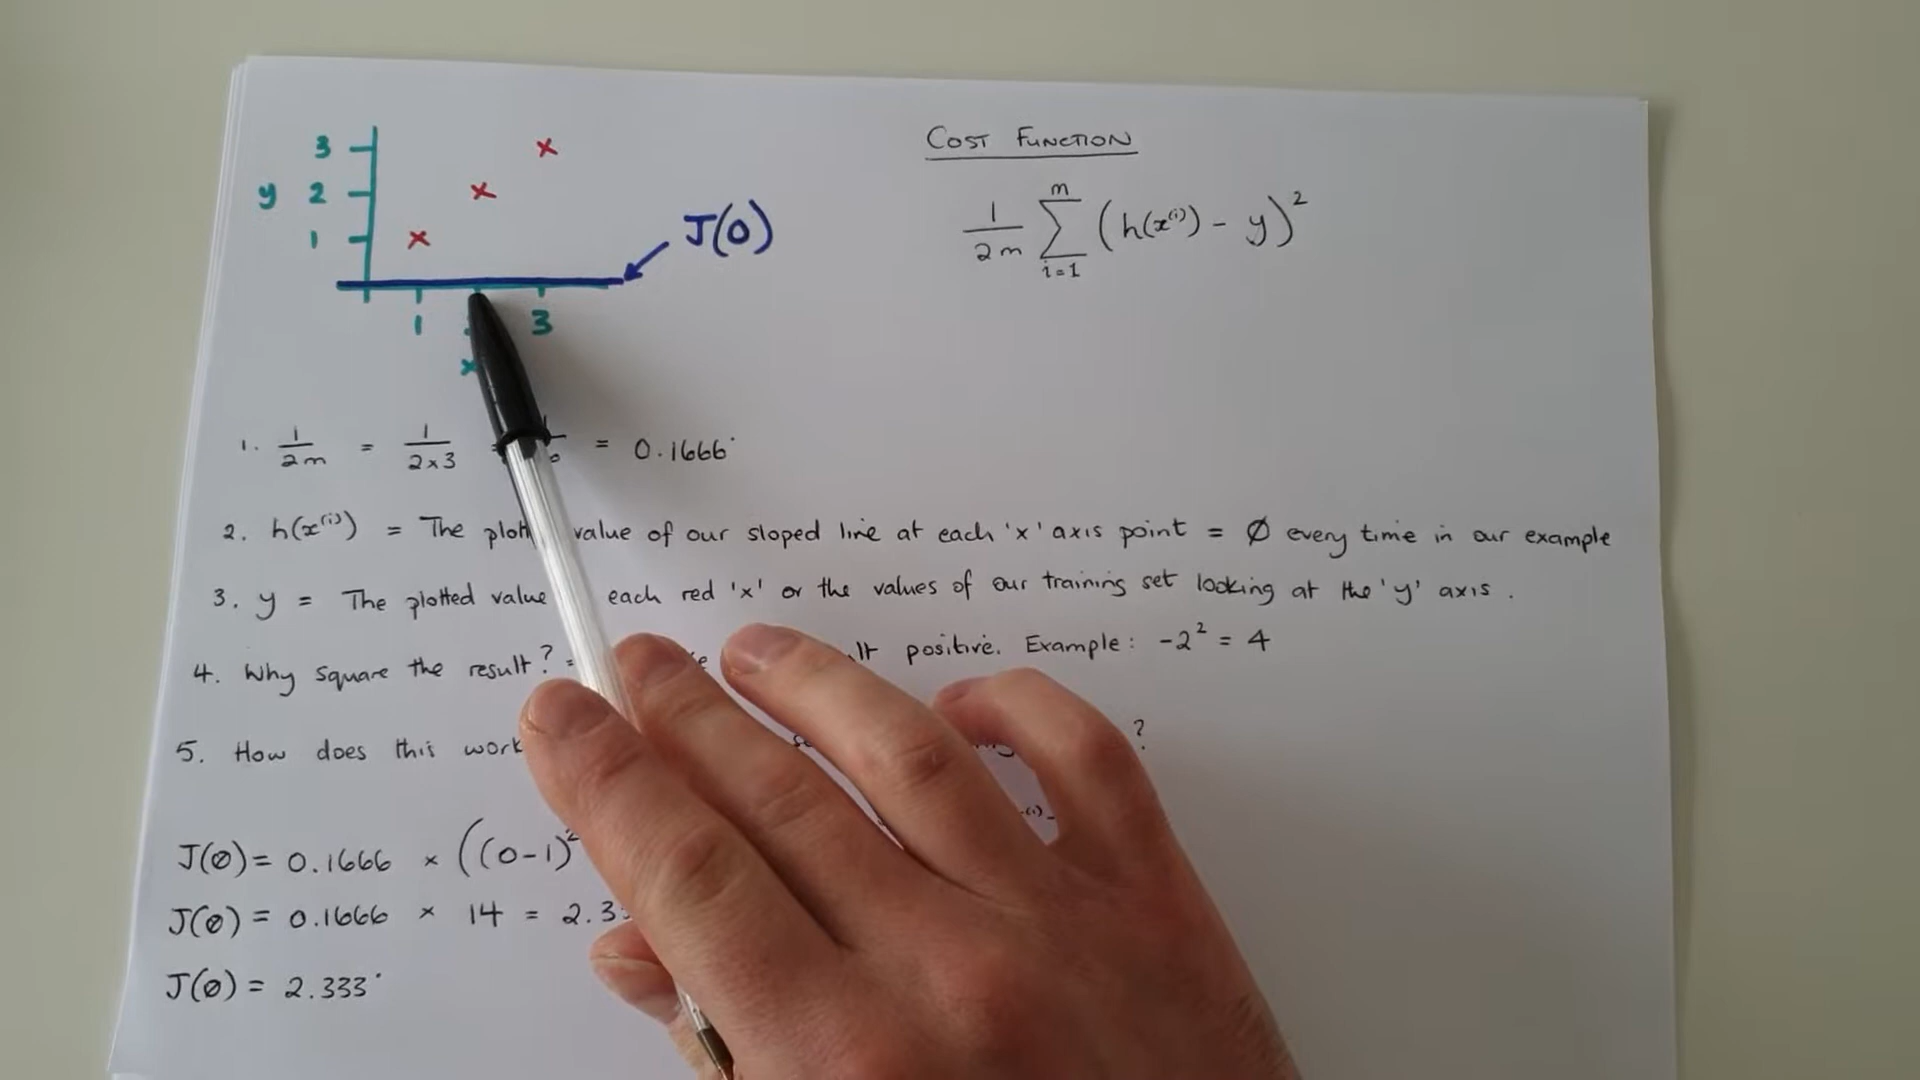 3
y 2
1
J(0)
1 3
x
COST FUNCTION
1/2m m Σ i=1 (h(x⁽ⁱ⁾) - y)²
1. 1/2m = 1/2x3 = 0.1666˙
2. h(x⁽ⁱ⁾) = The value of our sloped line at each 'x' axis point = Ø every time in our example
3. y = The plotted value each red 'x' or the values of our training set looking at the 'y' axis.
4. Why square the result? = positive. Example: -2² = 4
5. How does this work ?
J(Ø) = 0.1666 x ((0-1)²
J(Ø) = 0.1666 x 14 = 2.3
J(Ø) = 2.333˙